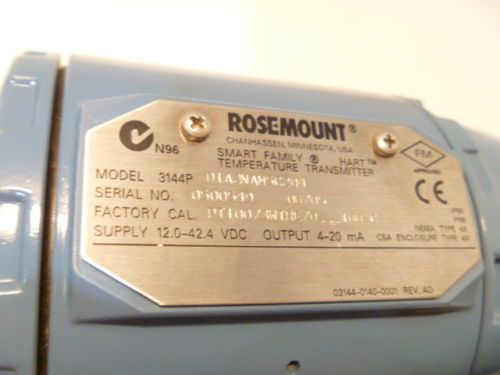 ROSEMOUNT®
CHANHASSEN, MINNESOTA, USA
N96
SMART FAMILY ® HART™
TEMPERATURE TRANSMITTER
FM
APPROVED
MODEL 3144P
CE
SERIAL NO.
FACTORY CAL.
NEMA TYPE 4X
SUPPLY 12.0-42.4 VDC OUTPUT 4-20 mA CSA ENCLOSURE TYPE 4X
03144-0140-0001 REV. AD